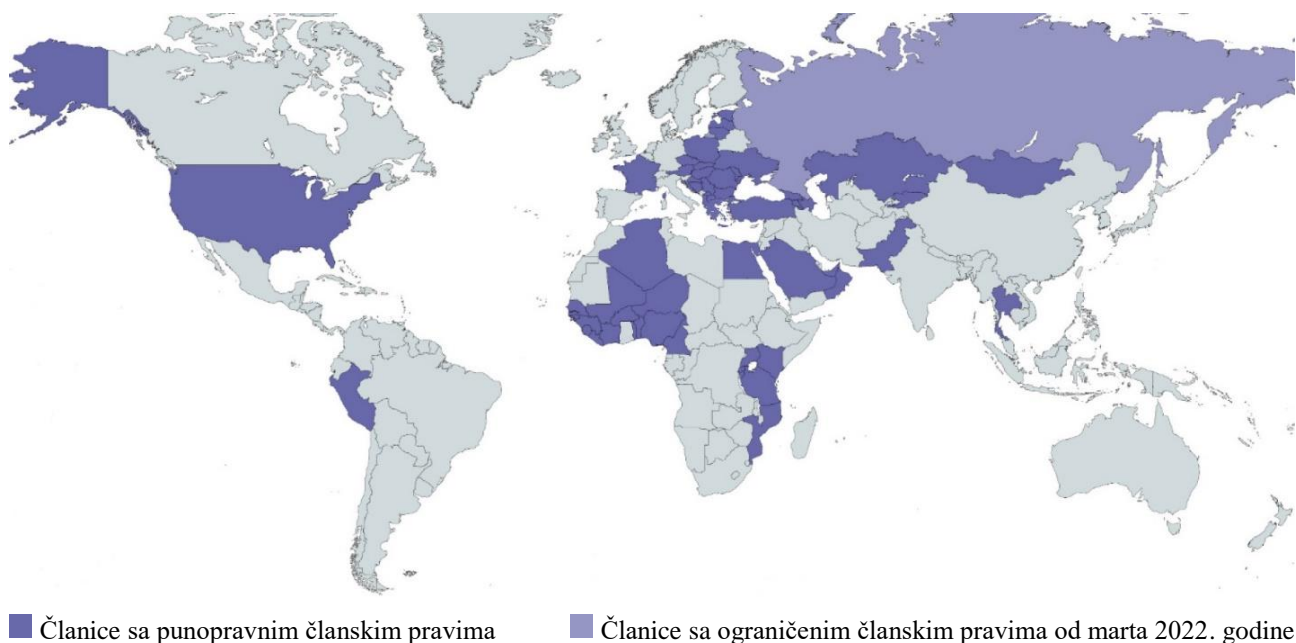 Članice sa punopravnim članskim pravima
Članice sa ograničenim članskim pravima od marta 2022. godine